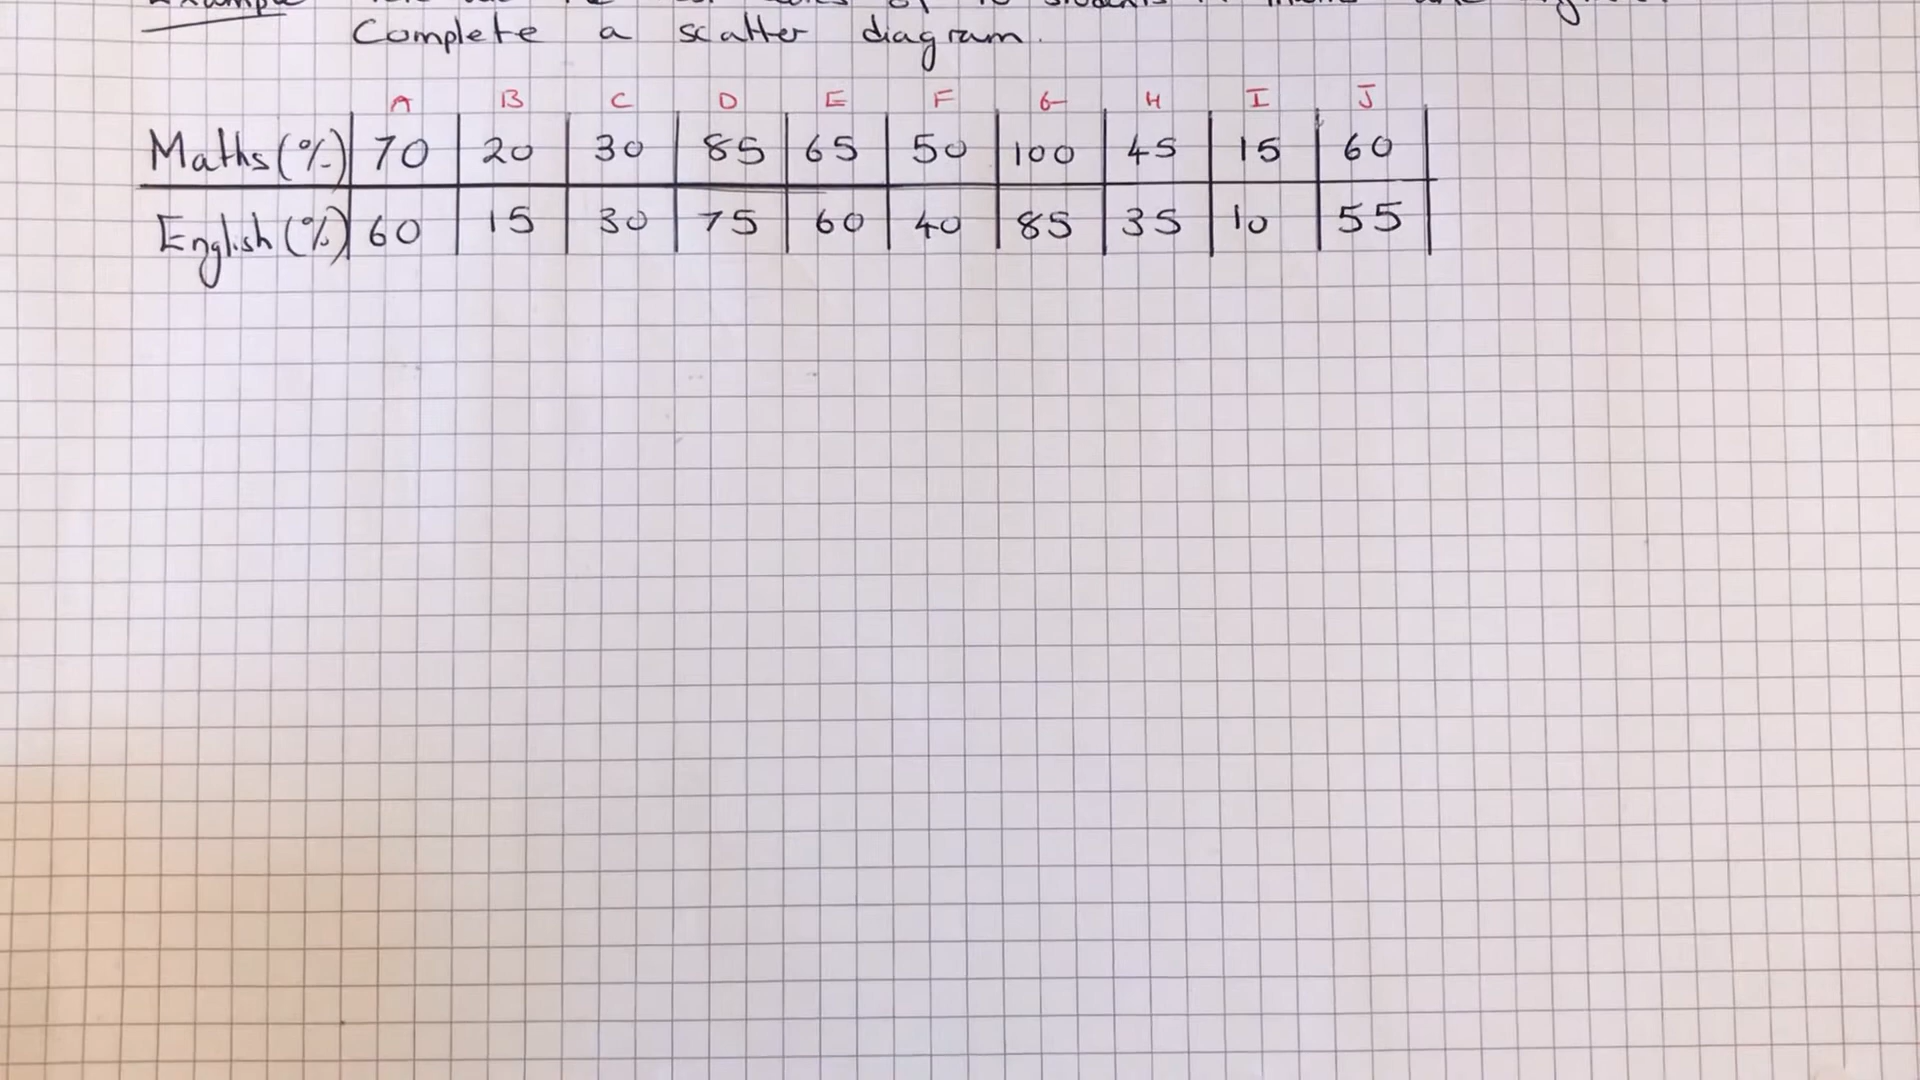 Complete a scatter diagram.
A B C D E F G H I J
Maths (%) 70 20 30 85 65 50 100 45 15 60
English (%) 60 15 30 75 60 40 85 35 10 55